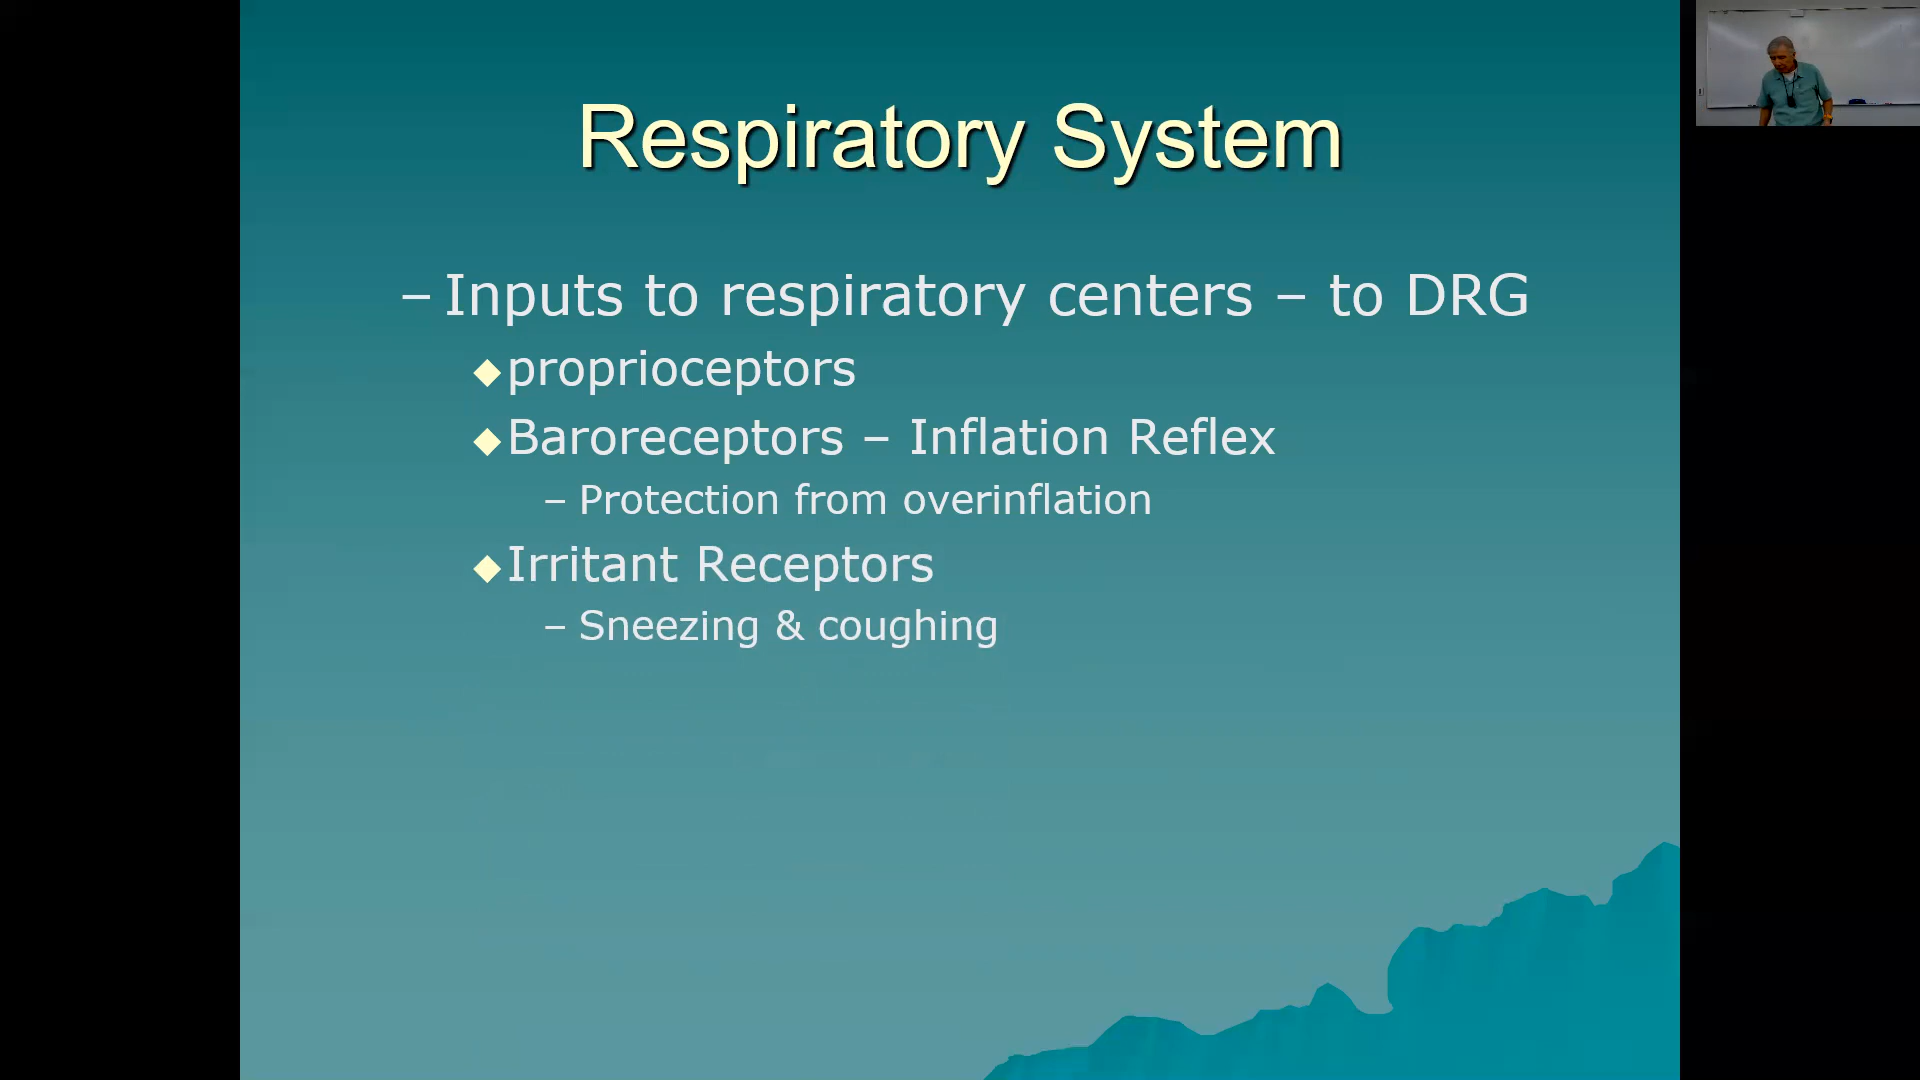 Respiratory System
– Inputs to respiratory centers – to DRG
◆proprioceptors
◆Baroreceptors – Inflation Reflex
– Protection from overinflation
◆Irritant Receptors
– Sneezing & coughing